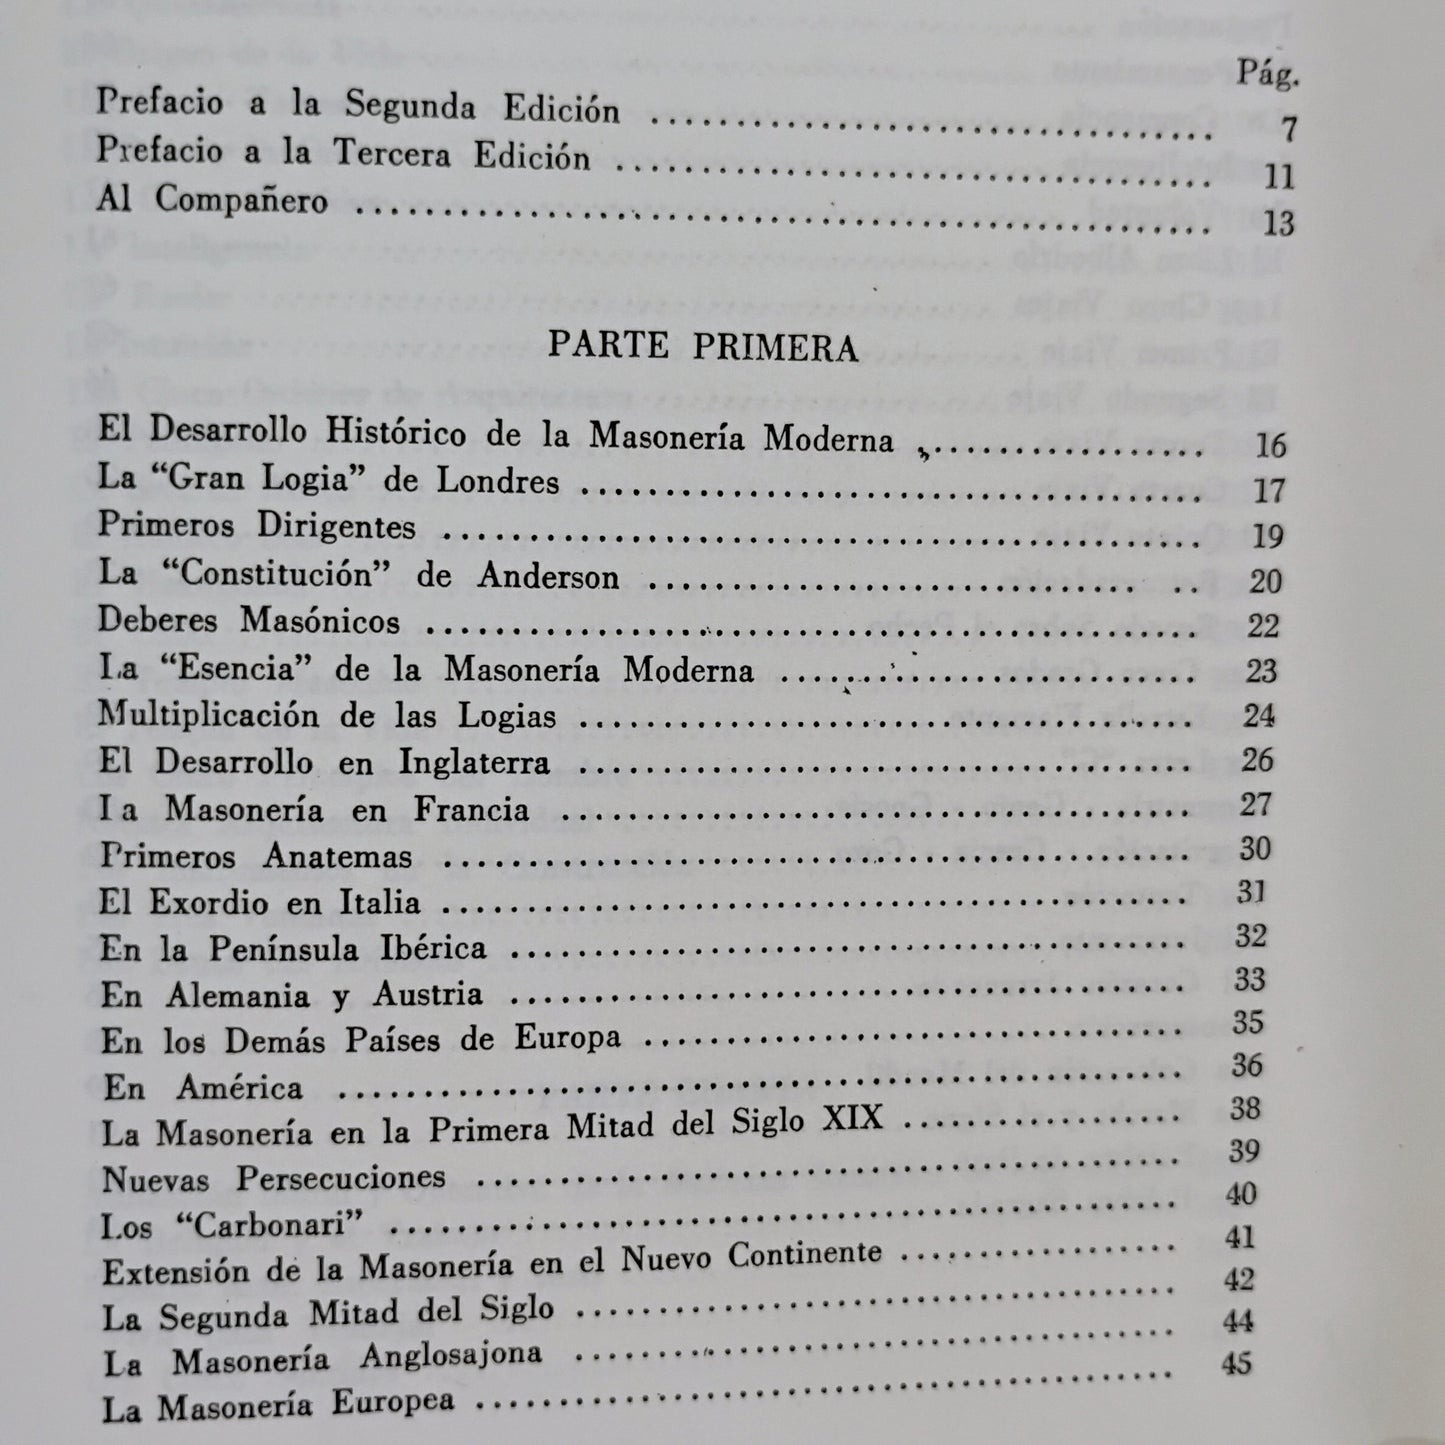 Pág.
Prefacio a la Segunda Edición ........ 7
Prefacio a la Tercera Edición ........ 11
Al Compañero ........ 13
PARTE PRIMERA
El Desarrollo Histórico de la Masonería Moderna ........ 16
La “Gran Logia” de Londres ........ 17
Primeros Dirigentes ........ 19
La “Constitución” de Anderson ........ 20
Deberes Masónicos ........ 22
La “Esencia” de la Masonería Moderna ........ 23
Multiplicación de las Logias ........ 24
El Desarrollo en Inglaterra ........ 26
La Masonería en Francia ........ 27
Primeros Anatemas ........ 30
El Exordio en Italia ........ 31
En la Península Ibérica ........ 32
En Alemania y Austria ........ 33
En los Demás Países de Europa ........ 35
En América ........ 36
La Masonería en la Primera Mitad del Siglo XIX ........ 38
Nuevas Persecuciones ........ 39
Los “Carbonari” ........ 40
Extensión de la Masonería en el Nuevo Continente ........ 41
La Segunda Mitad del Siglo ........ 42
La Masonería Anglosajona ........ 44
La Masonería Europea ........ 45